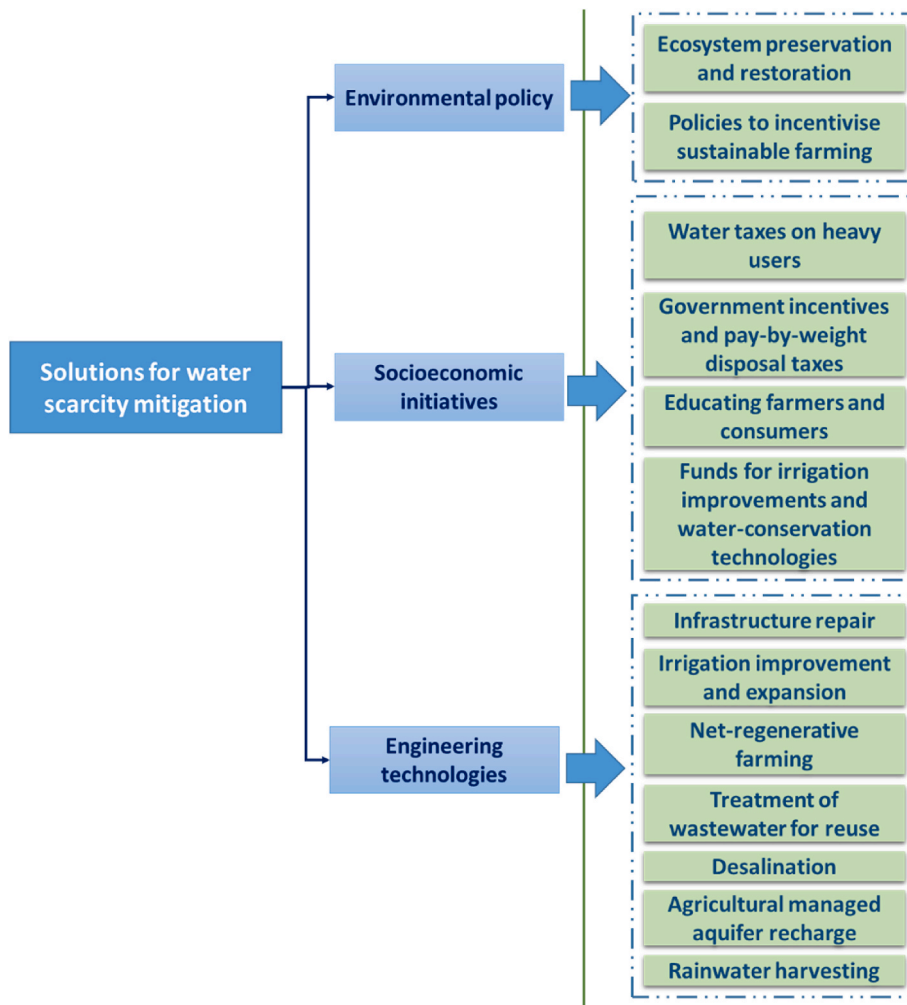 Solutions for water
scarcity mitigation
Environmental policy
Ecosystem preservation
and restoration
Policies to incentivise
sustainable farming
Socioeconomic
initiatives
Water taxes on heavy
users
Government incentives
and pay-by-weight
disposal taxes
Educating farmers and
consumers
Funds for irrigation
improvements and
water-conservation
technologies
Engineering
technologies
Infrastructure repair
Irrigation improvement
and expansion
Net-regenerative
farming
Treatment of
wastewater for reuse
Desalination
Agricultural managed
aquifer recharge
Rainwater harvesting